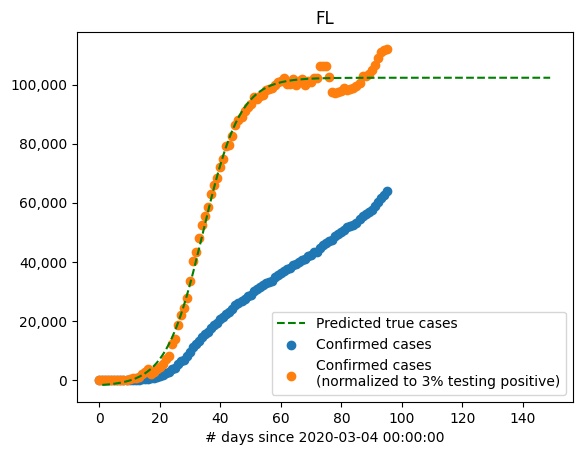 FL
100,000
80,000
60,000
40,000
20,000
0
Predicted true cases
Confirmed cases
Confirmed cases
(normalized to 3% testing positive)
0 20 40 60 80 100 120 140
# days since 2020-03-04 00:00:00